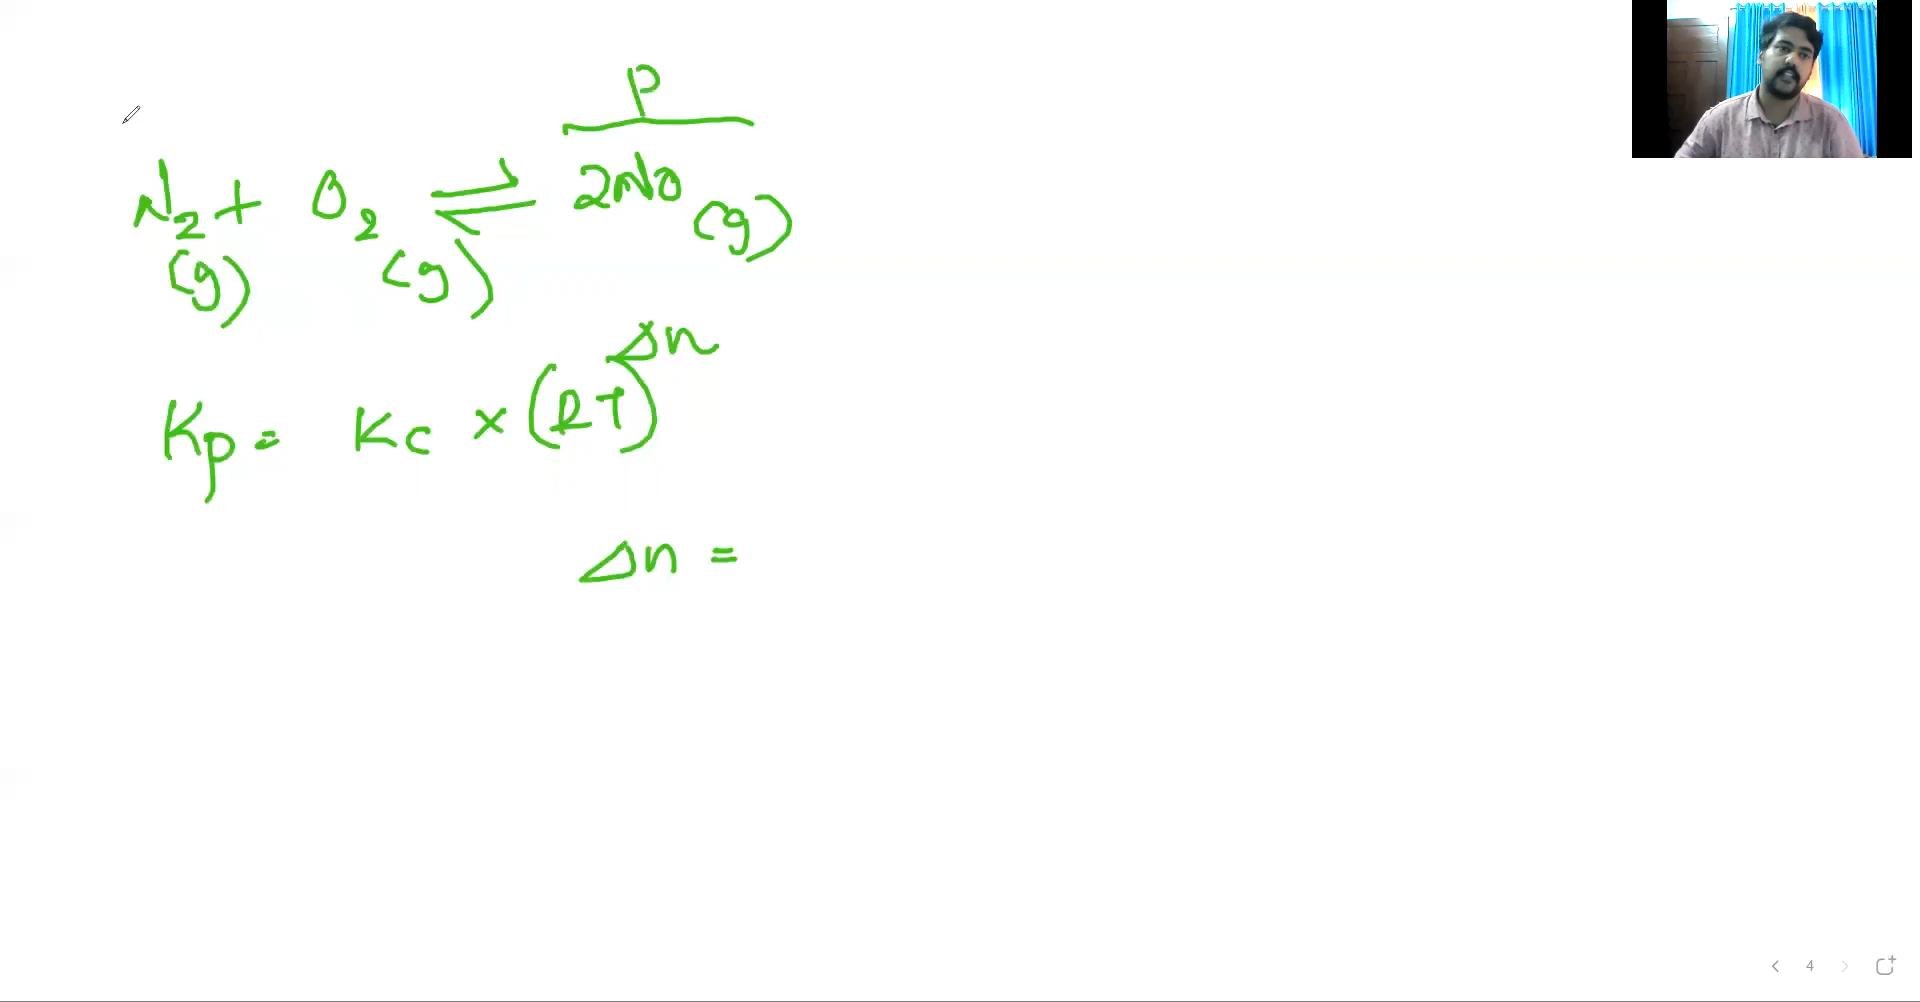 P
N₂ + O₂ ⇌ 2NO (g)
(g) (g)
Kp = Kc × (RT)^Δn
Δn =
4